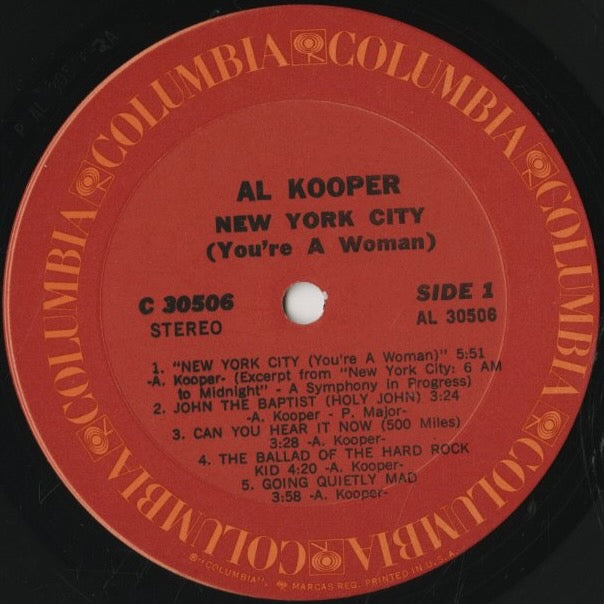 COLUMBIA COLUMBIA COLUMBIA COLUMBIA COLUMBIA COLUMBIA
AL KOOPER
NEW YORK CITY
(You're A Woman)
C 30506
STEREO
SIDE 1
AL 30506
1. "NEW YORK CITY (You're A Woman)" 5:51
-A. Kooper- (Excerpt from "New York City: 6 AM
to Midnight" - A Symphony in Progress)
2. JOHN THE BAPTIST (HOLY JOHN) 3:24
-A. Kooper - P. Major-
3. CAN YOU HEAR IT NOW (500 Miles)
3:28 -A. Kooper-
4. THE BALLAD OF THE HARD ROCK
KID 4:20 -A. Kooper-
5. GOING QUIETLY MAD
3:58 -A. Kooper-
®"COLUMBIA", MARCAS REG. PRINTED IN U.S.A.